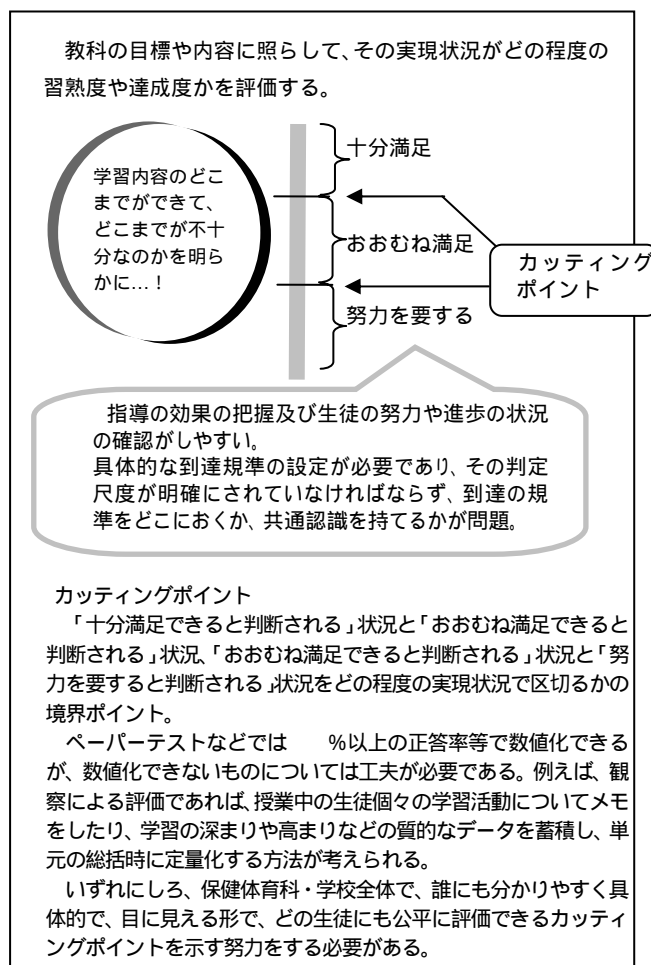 教科の目標や内容に照らして、その実現状況がどの程度の
習熟度や達成度かを評価する。
学習内容のどこ
までができて、
どこまでが不十
分なのかを明ら
かに…！
十分満足
おおむね満足
努力を要する
カッティング
ポイント
指導の効果の把握及び生徒の努力や進歩の状況
の確認がしやすい。
具体的な到達規準の設定が必要であり、その判定
尺度が明確にされていなければならず、到達の規
準をどこにおくか、共通認識を持てるかが問題。
カッティングポイント
「十分満足できると判断される」状況と「おおむね満足できると
判断される」状況、「おおむね満足できると判断される」状況と「努
力を要すると判断される」状況をどの程度の実現状況で区切るかの
境界ポイント。
ペーパーテストなどでは　　％以上の正答率等で数値化できる
が、数値化できないものについては工夫が必要である。例えば、観
察による評価であれば、授業中の生徒個々の学習活動についてメモ
をしたり、学習の深まりや高まりなどの質的なデータを蓄積し、単
元の総括時に定量化する方法が考えられる。
いずれにしろ、保健体育科・学校全体で、誰にも分かりやすく具
体的で、目に見える形で、どの生徒にも公平に評価できるカッティ
ングポイントを示す努力をする必要がある。